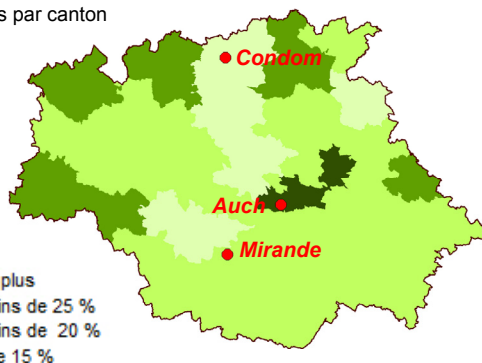 s par canton
Condom
Auch
Mirande
plus
ins de 25 %
ins de 20 %
e 15 %